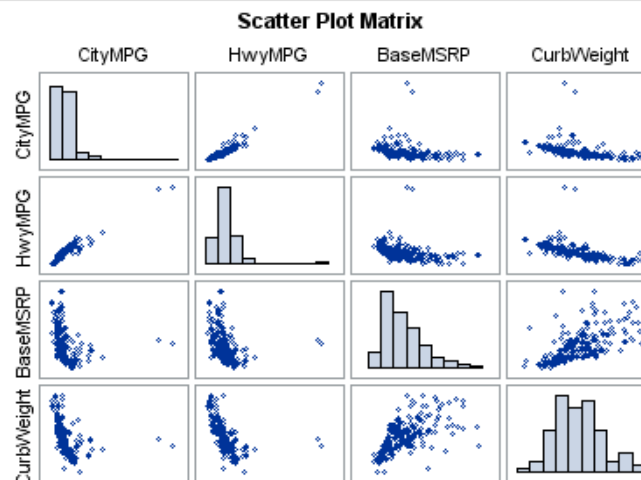 Scatter Plot Matrix
CityMPG HwyMPG BaseMSRP CurbWeight
CityMPG
HwyMPG
BaseMSRP
CurbWeight